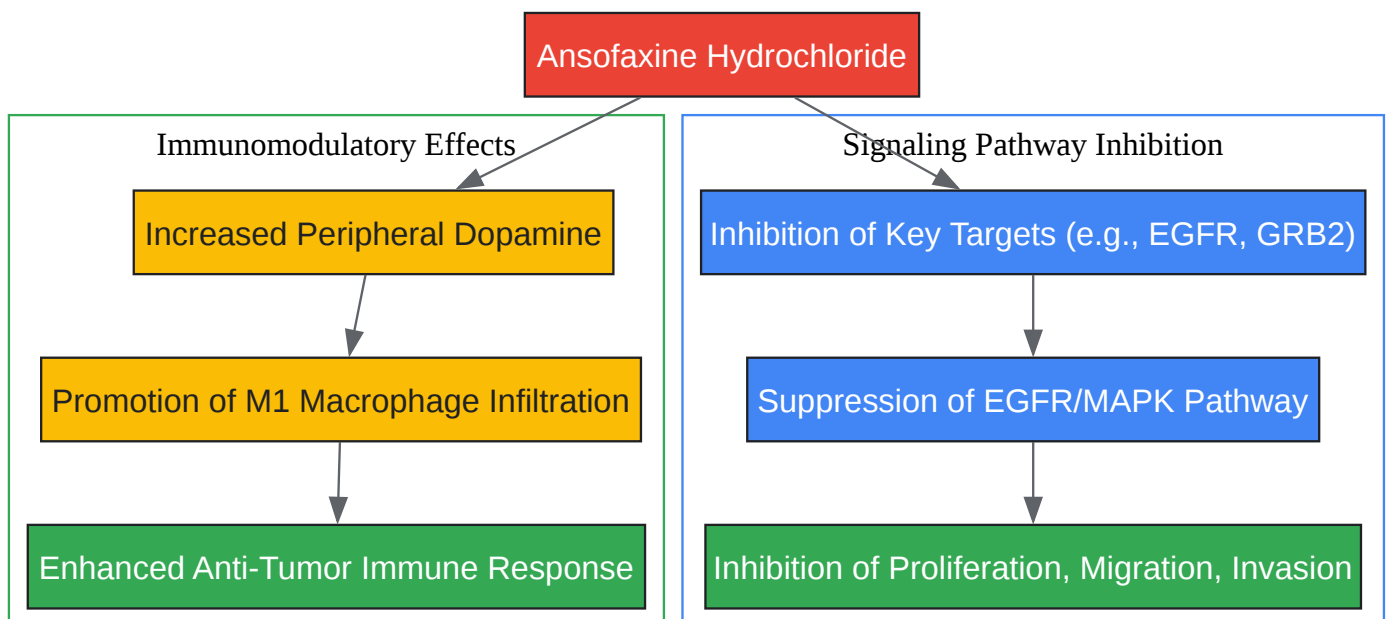 Ansofaxine Hydrochloride
Immunomodulatory Effects
Increased Peripheral Dopamine
Promotion of M1 Macrophage Infiltration
Enhanced Anti-Tumor Immune Response
Signaling Pathway Inhibition
Inhibition of Key Targets (e.g., EGFR, GRB2)
Suppression of EGFR/MAPK Pathway
Inhibition of Proliferation, Migration, Invasion